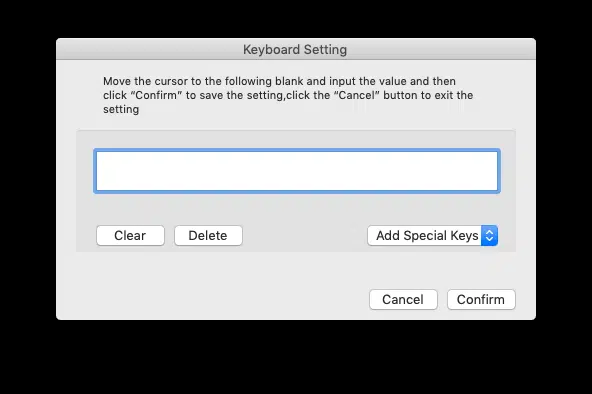 Keyboard Setting
Move the cursor to the following blank and input the value and then
click “Confirm” to save the setting,click the “Cancel” button to exit the
setting
Clear
Delete
Add Special Keys
Cancel
Confirm